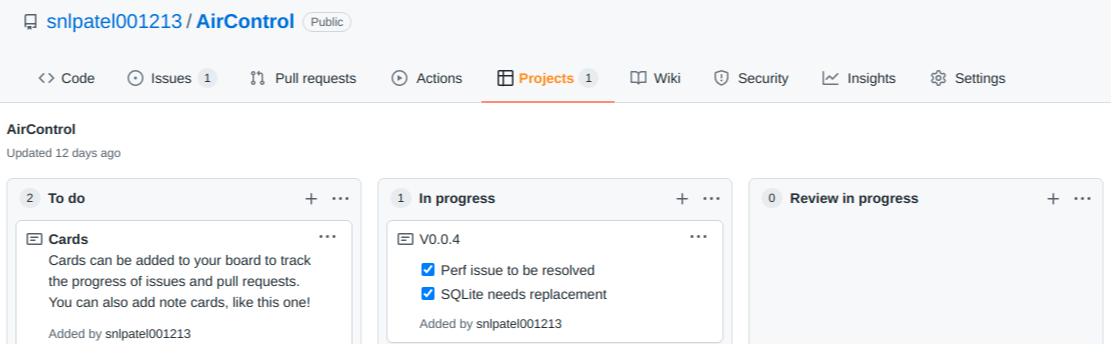 snlpatel001213 / AirControl Public
Code Issues 1 Pull requests Actions Projects 1 Wiki Security Insights Settings
AirControl
Updated 12 days ago
2 To do
Cards
Cards can be added to your board to track
the progress of issues and pull requests.
You can also add note cards, like this one!
Added by snlpatel001213
1 In progress
V0.0.4
Perf issue to be resolved
SQLite needs replacement
Added by snlpatel001213
0 Review in progress